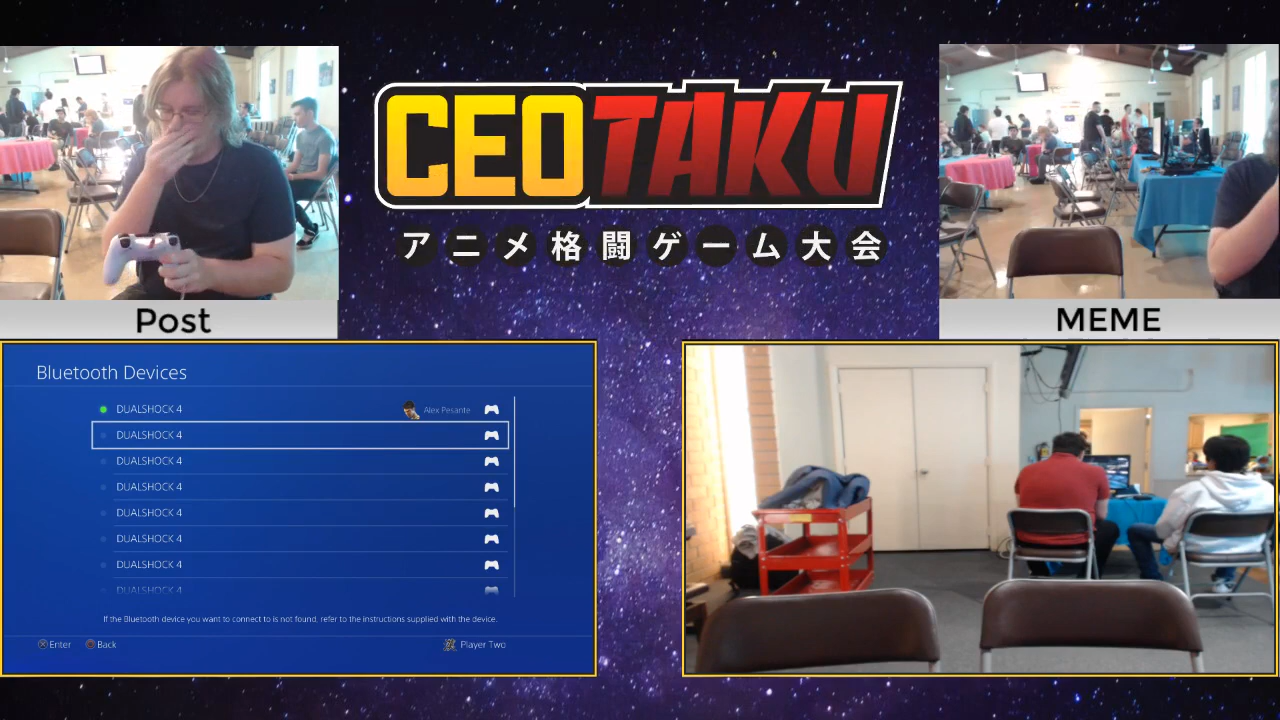 CEOTAKU
アニメ格闘ゲーム大会
Post
MEME
Bluetooth Devices
DUALSHOCK 4
Alex Pesante
DUALSHOCK 4
DUALSHOCK 4
DUALSHOCK 4
DUALSHOCK 4
DUALSHOCK 4
DUALSHOCK 4
DUALSHOCK 4
If the Bluetooth device you want to connect to is not found, refer to the instructions supplied with the device.
Enter
Back
Player Two